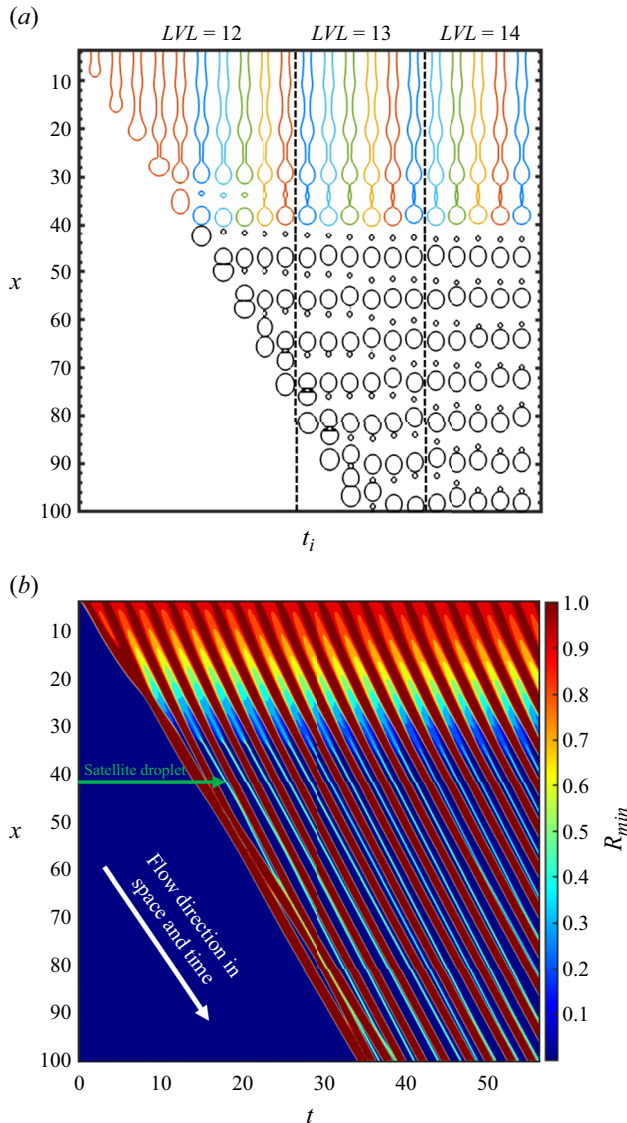 (a)
LVL = 12 LVL = 13 LVL = 14
10
20
30
40
50
60
70
80
90
100
x
t_i
(b)
10
20
30
40
50
60
70
80
90
100
x
Satellite droplet
Flow direction in
space and time
0 10 20 30 40 50
t
1.0
0.9
0.8
0.7
0.6
0.5
0.4
0.3
0.2
0.1
R_min